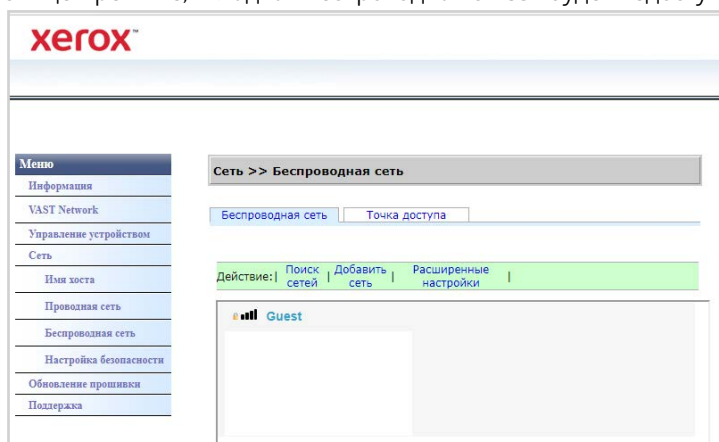 xerox™
Меню
Информация
VAST Network
Управление устройством
Сеть
Имя хоста
Проводная сеть
Беспроводная сеть
Настройка безопасности
Обновление прошивки
Поддержка
Сеть >> Беспроводная сеть
Беспроводная сеть
Точка доступа
Действие:| Поиск сетей | Добавить сеть | Расширенные настройки |
Guest